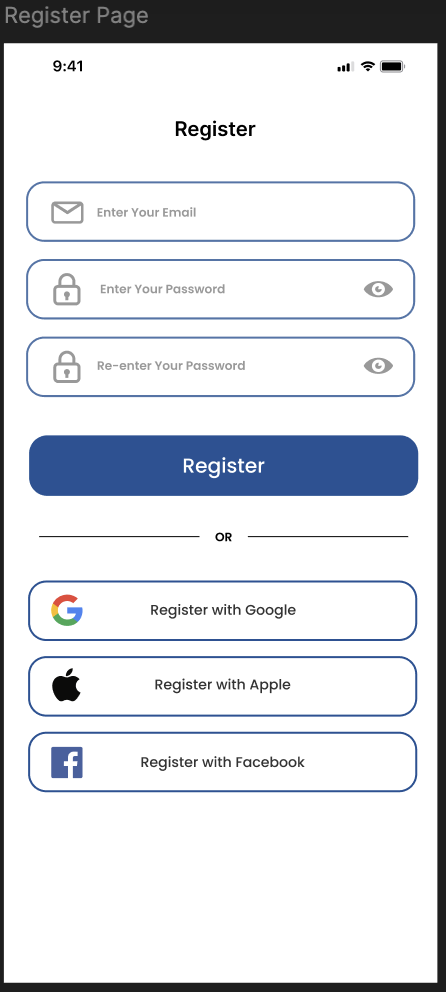 Register Page
9:41
Register
Enter Your Email
Enter Your Password
Re-enter Your Password
Register
OR
Register with Google
Register with Apple
Register with Facebook